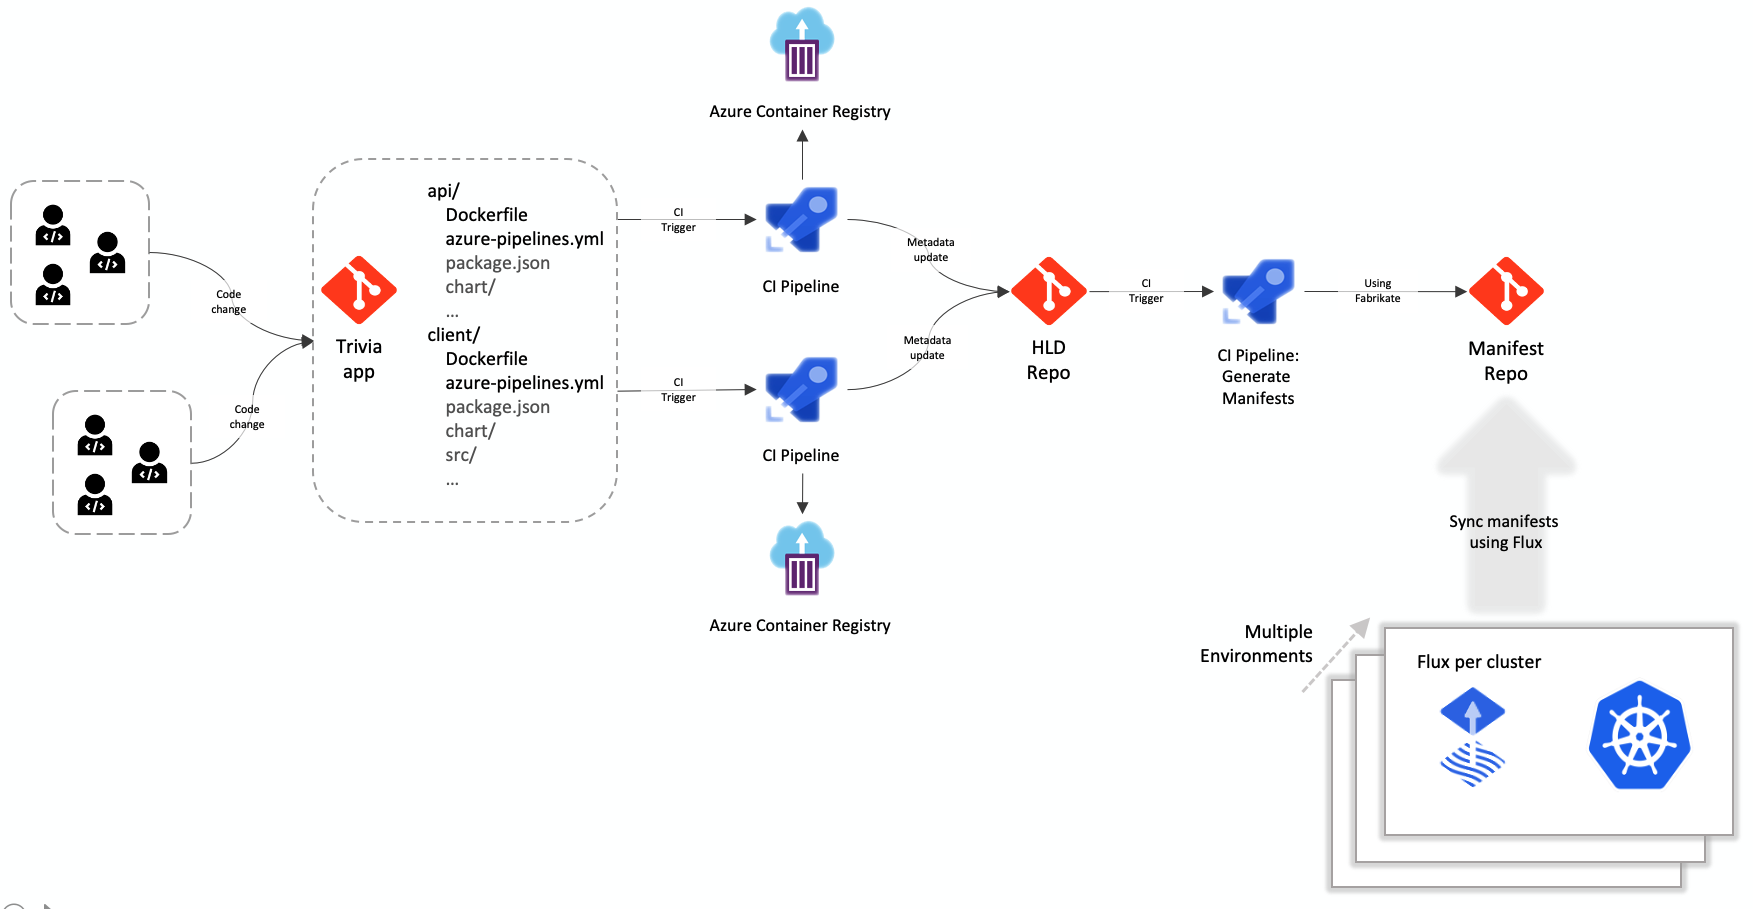 Azure Container Registry
Code
change
Code
change
Trivia
app
api/
Dockerfile
azure-pipelines.yml
package.json
chart/
...
client/
Dockerfile
azure-pipelines.yml
package.json
chart/
src/
...
CI
Trigger
CI Pipeline
CI
Trigger
CI Pipeline
Azure Container Registry
Metadata
update
Metadata
update
HLD
Repo
CI
Trigger
CI Pipeline:
Generate
Manifests
Using
Fabrikate
Manifest
Repo
Sync manifests
using Flux
Multiple
Environments
Flux per cluster